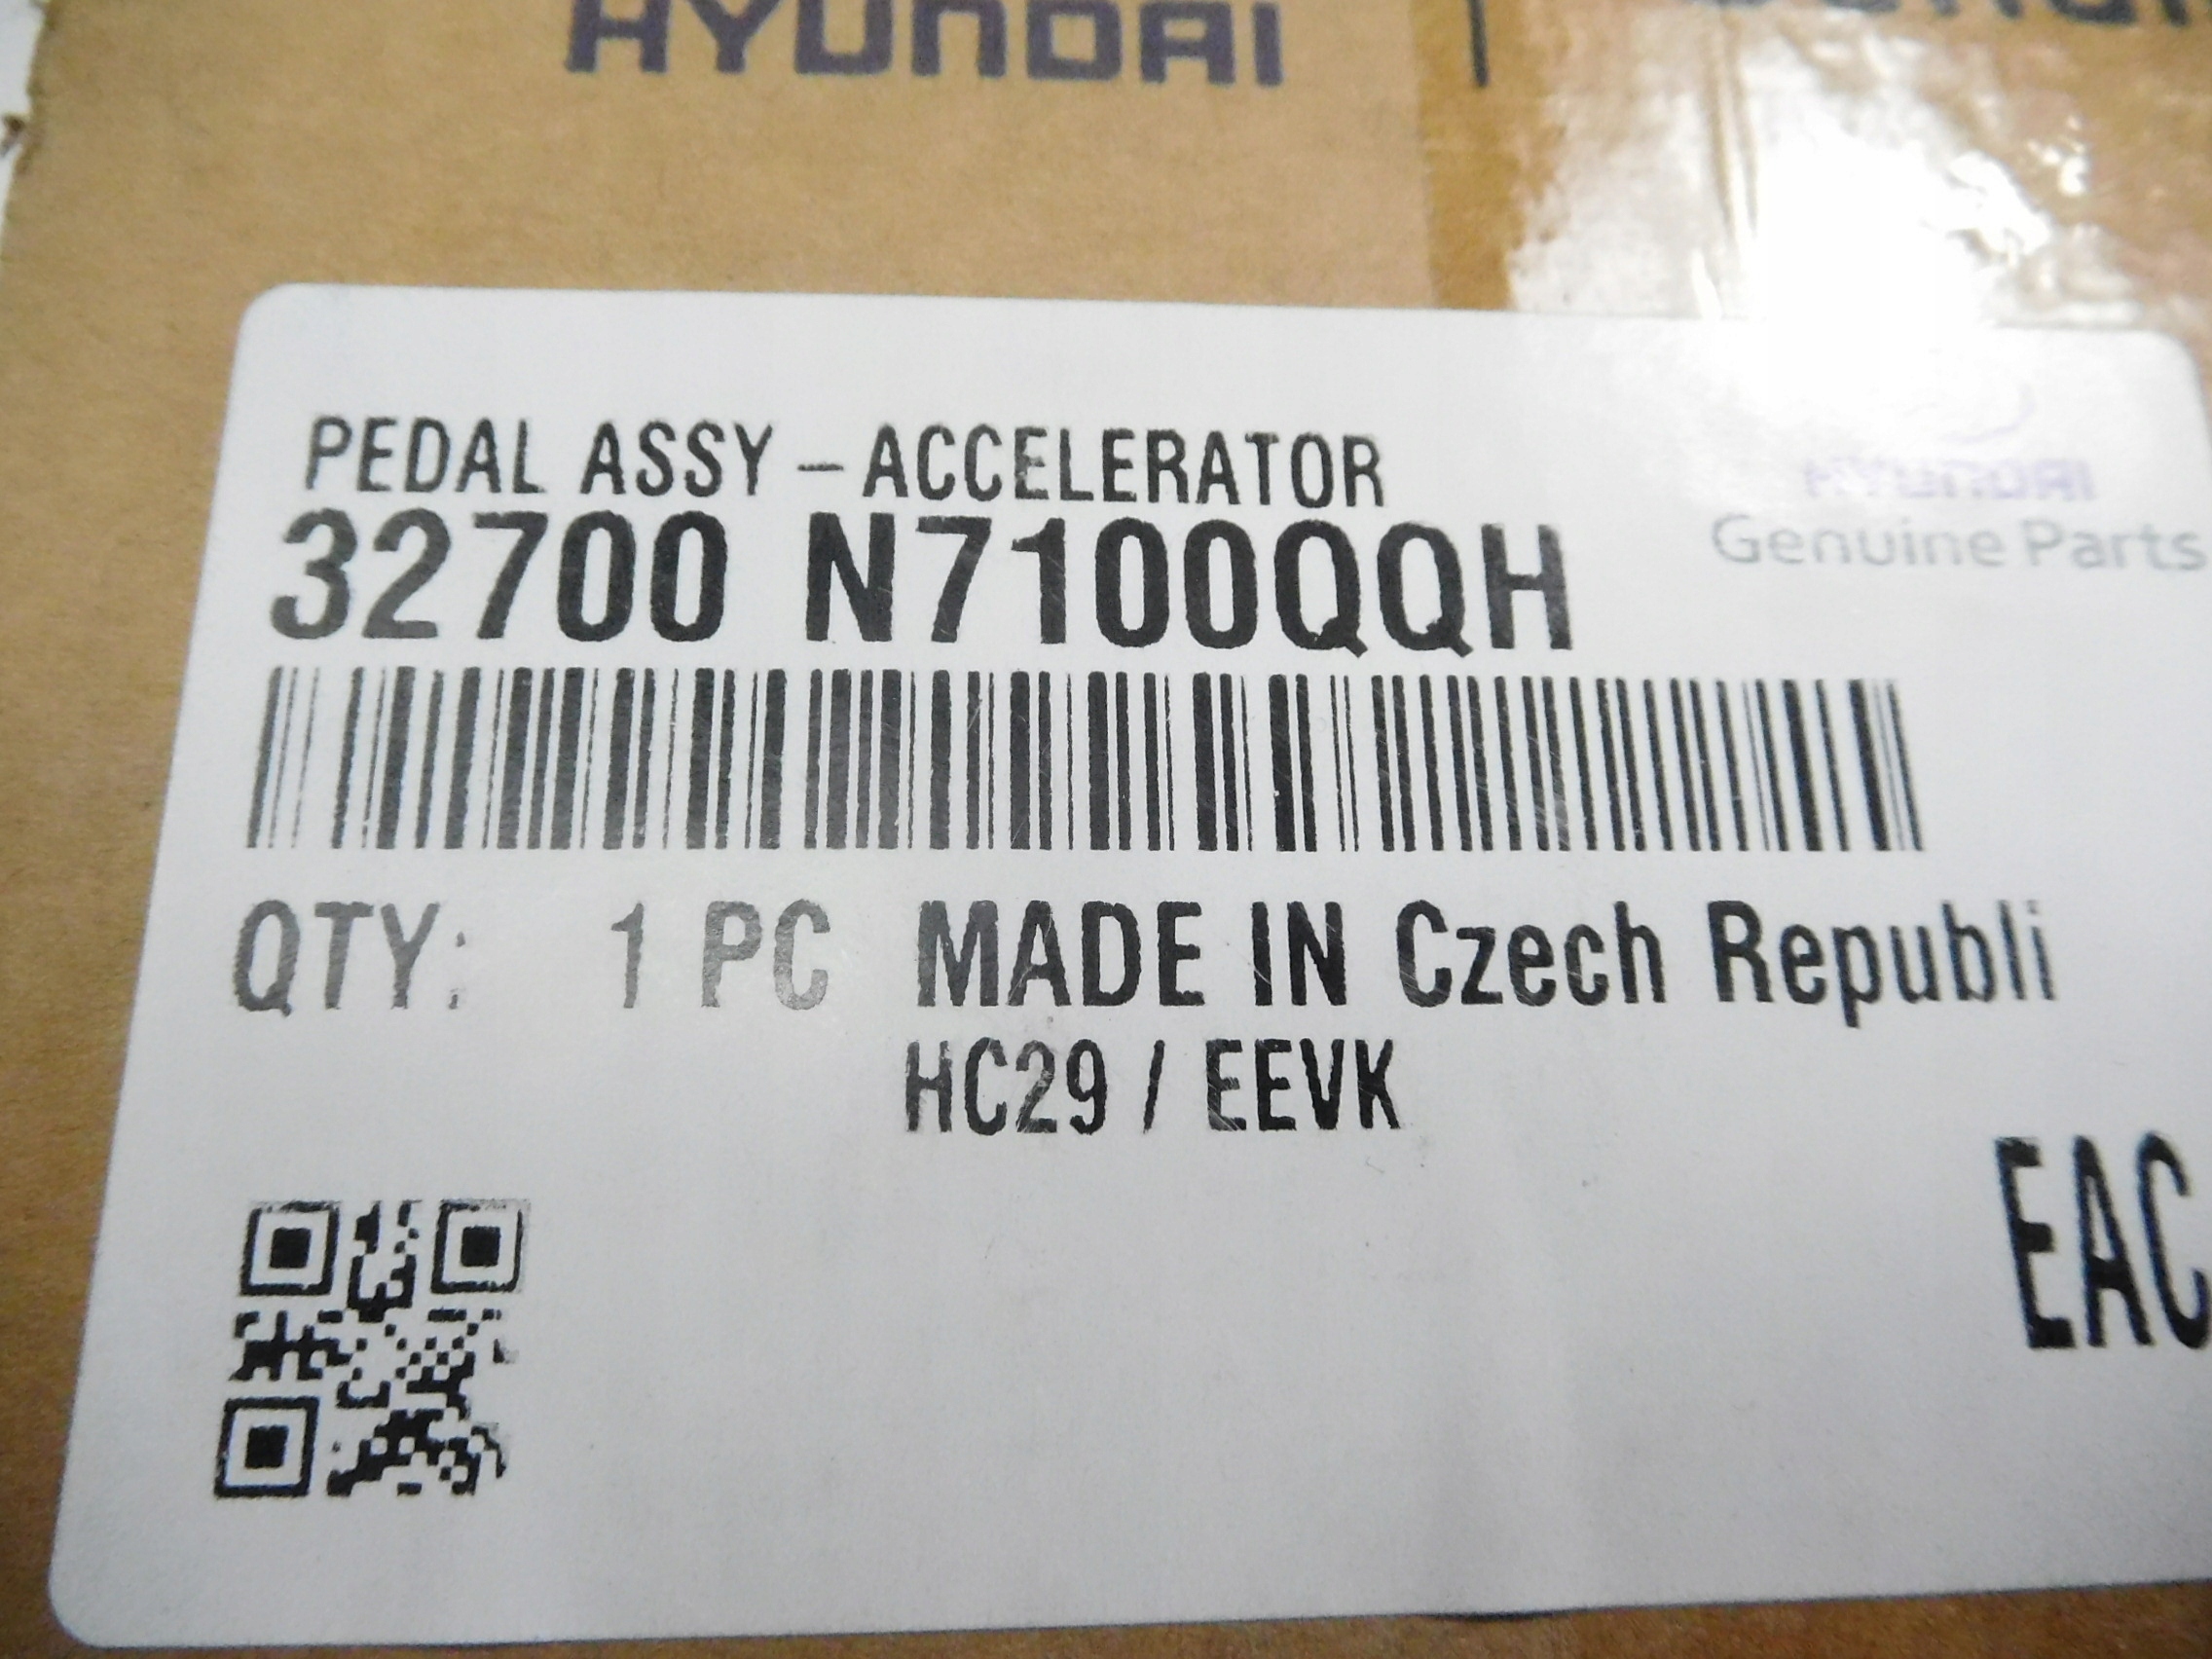 HYUNDAI
PEDAL ASSY – ACCELERATOR
HYUNDAI
Genuine Parts
32700 N7100QQH
QTY: 1 PC MADE IN Czech Republi
HC29 / EEVK
EAC